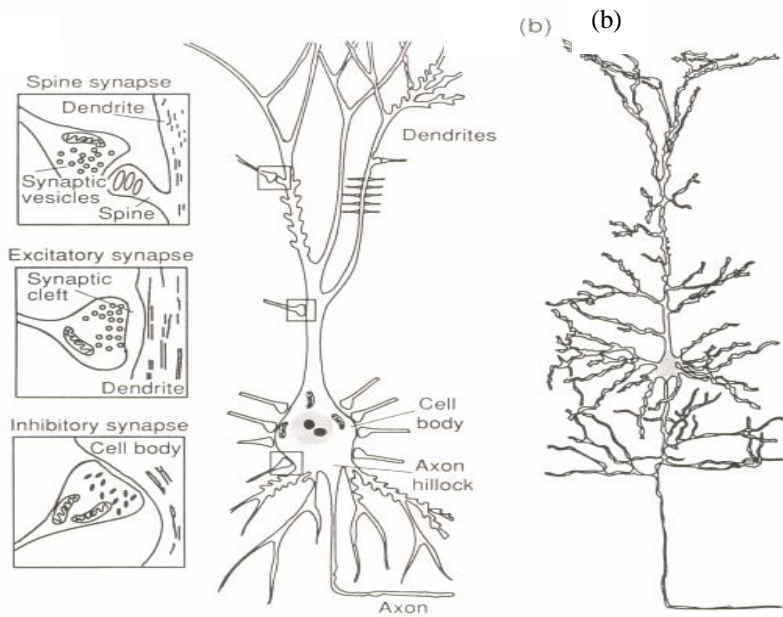 (b) (b)
Spine synapse
Dendrite
Synaptic
vesicles
Spine
Excitatory synapse
Synaptic
cleft
Dendrite
Inhibitory synapse
Cell body
Dendrites
Cell
body
Axon
hillock
Axon